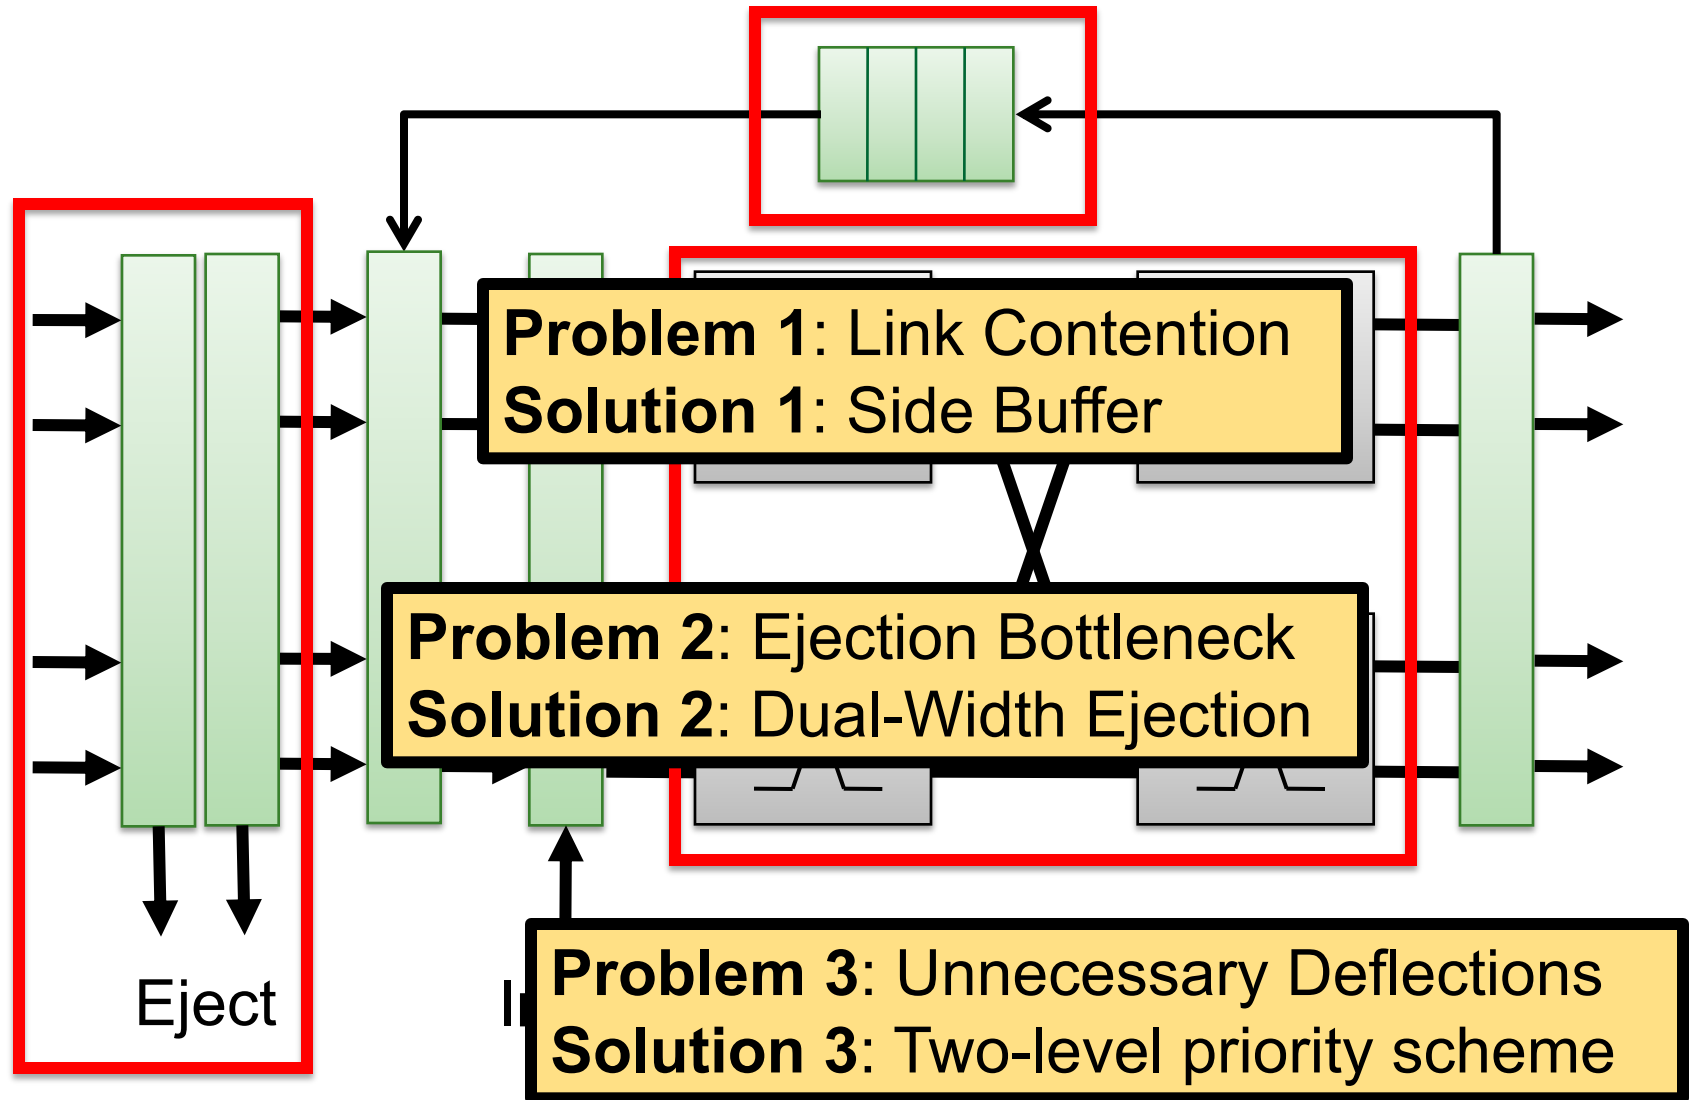 Problem 1: Link Contention
Solution 1: Side Buffer
Problem 2: Ejection Bottleneck
Solution 2: Dual-Width Ejection
Eject
Problem 3: Unnecessary Deflections
Solution 3: Two-level priority scheme